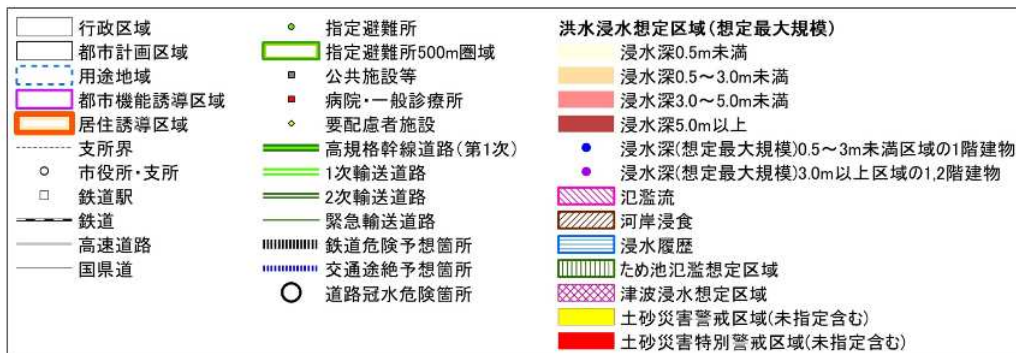 行政区域
都市計画区域
用途地域
都市機能誘導区域
居住誘導区域
支所界
市役所・支所
鉄道駅
鉄道
高速道路
国県道
指定避難所
指定避難所500m圏域
公共施設等
病院・一般診療所
要配慮者施設
高規格幹線道路(第1次)
1次輸送道路
2次輸送道路
緊急輸送道路
鉄道危険予想箇所
交通途絶予想箇所
道路冠水危険箇所
洪水浸水想定区域(想定最大規模)
浸水深0.5m未満
浸水深0.5~3.0m未満
浸水深3.0~5.0m未満
浸水深5.0m以上
浸水深(想定最大規模)0.5~3m未満区域の1階建物
浸水深(想定最大規模)3.0m以上区域の1,2階建物
氾濫流
河岸浸食
浸水履歴
ため池氾濫想定区域
津波浸水想定区域
土砂災害警戒区域(未指定含む)
土砂災害特別警戒区域(未指定含む)